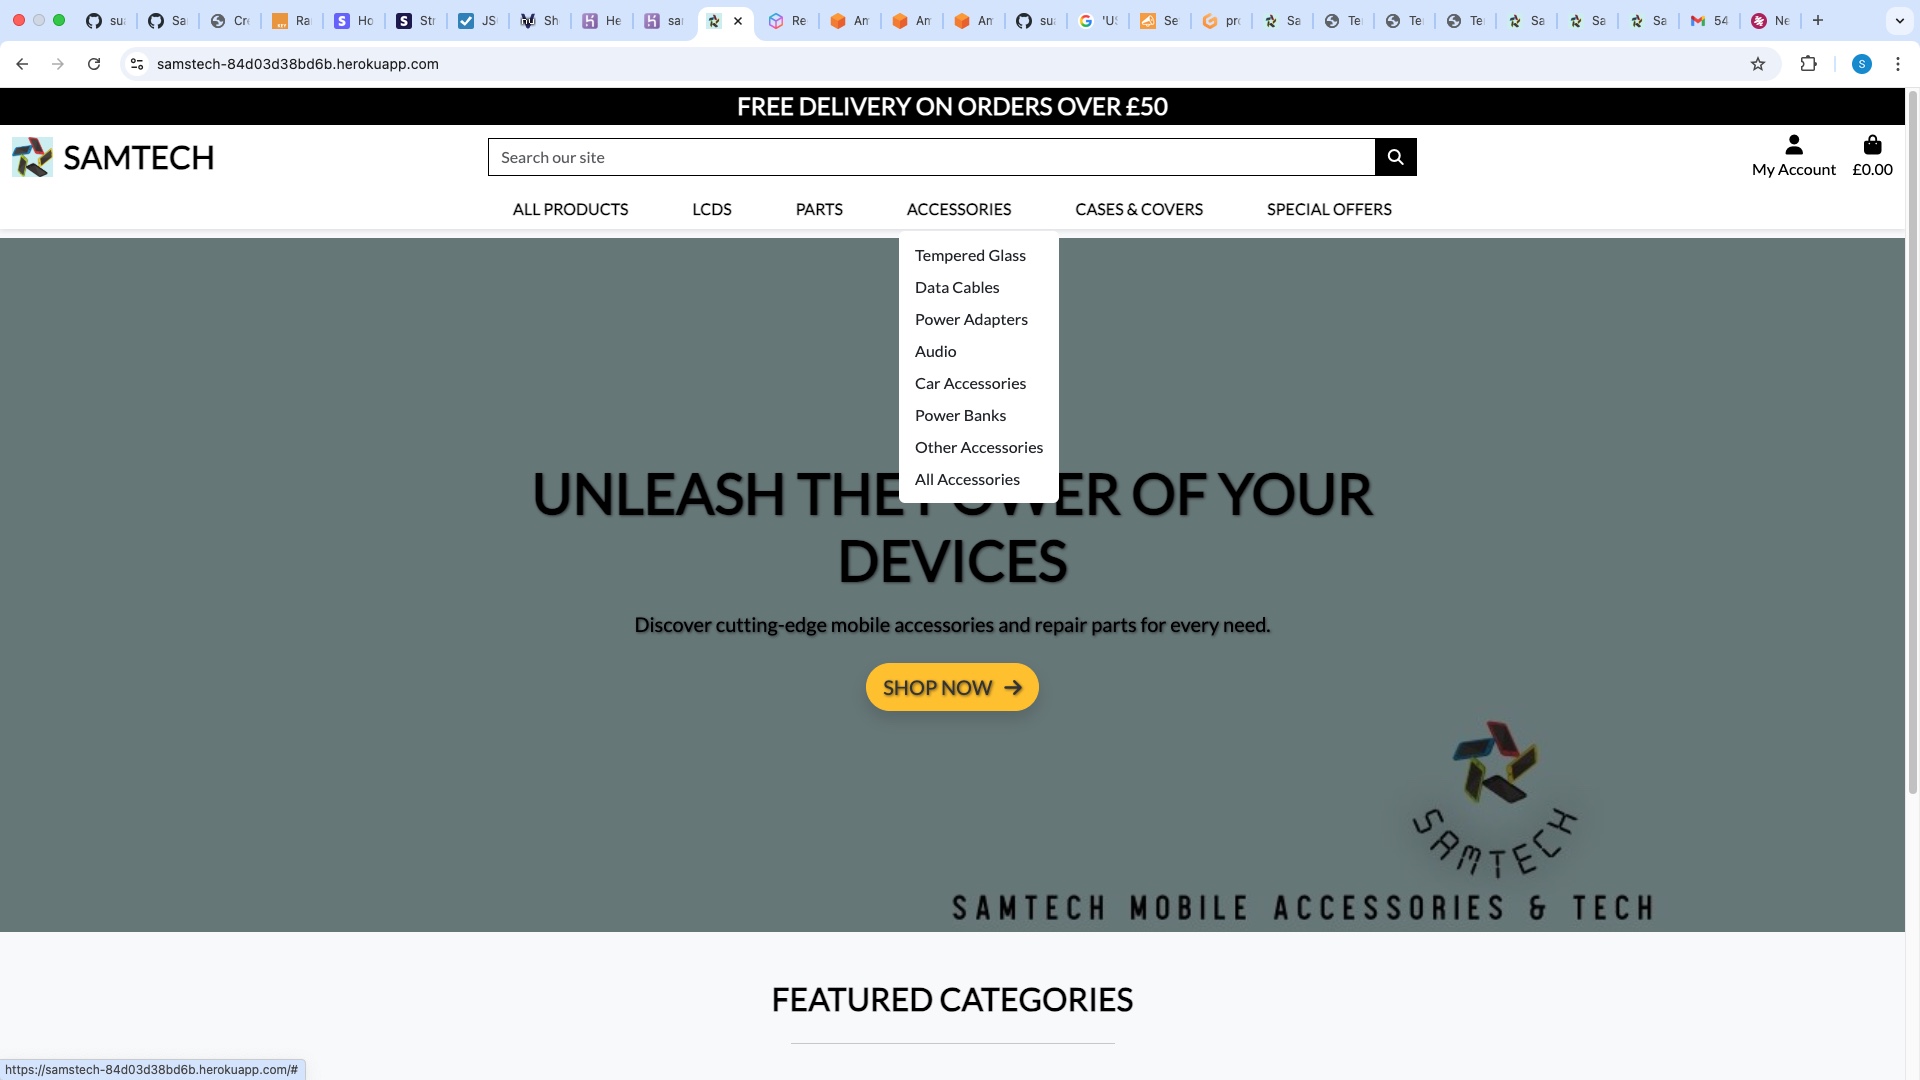 su
Sa
Cr
Ra
Ho
Str
JS
Sh
He
sa
Re
An
An
An
su
'U
Se
pr
Sa
Te
Te
Te
Sa
Sa
Sa
54
Ne
samstech-84d03d38bd6b.herokuapp.com
S
FREE DELIVERY ON ORDERS OVER £50
SAMTECH
Search our site
My Account
£0.00
ALL PRODUCTS
LCDS
PARTS
ACCESSORIES
CASES & COVERS
SPECIAL OFFERS
Tempered Glass
Data Cables
Power Adapters
Audio
Car Accessories
Power Banks
Other Accessories
All Accessories
UNLEASH THE POWER OF YOUR
DEVICES
Discover cutting-edge mobile accessories and repair parts for every need.
SHOP NOW
SAMTECH
SAMTECH MOBILE ACCESSORIES & TECH
FEATURED CATEGORIES
https://samstech-84d03d38bd6b.herokuapp.com/#